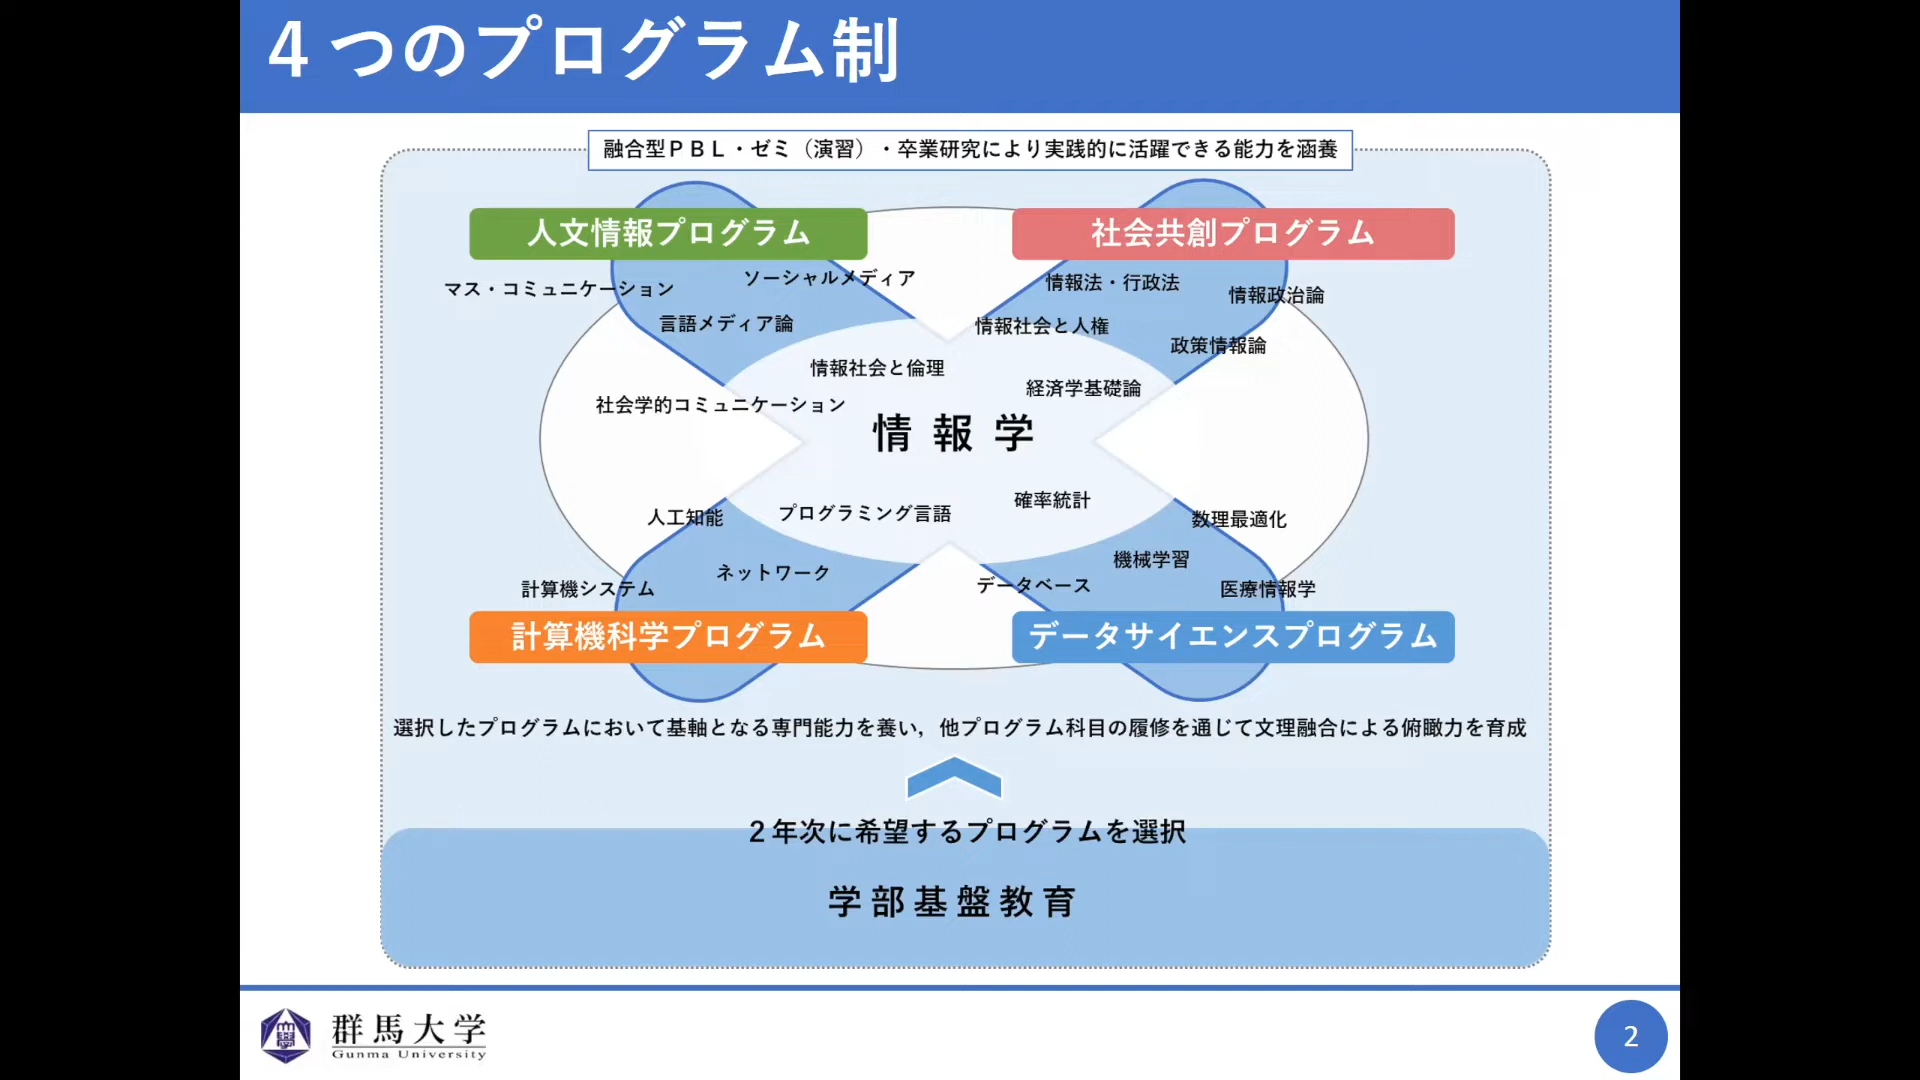 4つのプログラム制
融合型ＰＢＬ・ゼミ（演習）・卒業研究により実践的に活躍できる能力を涵養
人文情報プログラム
社会共創プログラム
マス・コミュニケーション
ソーシャルメディア
言語メディア論
情報法・行政法
情報政治論
情報社会と人権
政策情報論
情報社会と倫理
経済学基礎論
社会学的コミュニケーション
情報学
人工知能
プログラミング言語
確率統計
数理最適化
計算機システム
ネットワーク
データベース
機械学習
医療情報学
計算機科学プログラム
データサイエンスプログラム
選択したプログラムにおいて基軸となる専門能力を養い，他プログラム科目の履修を通じて文理融合による俯瞰力を育成
２年次に希望するプログラムを選択
学部基盤教育
群馬大学
Gunma University
2